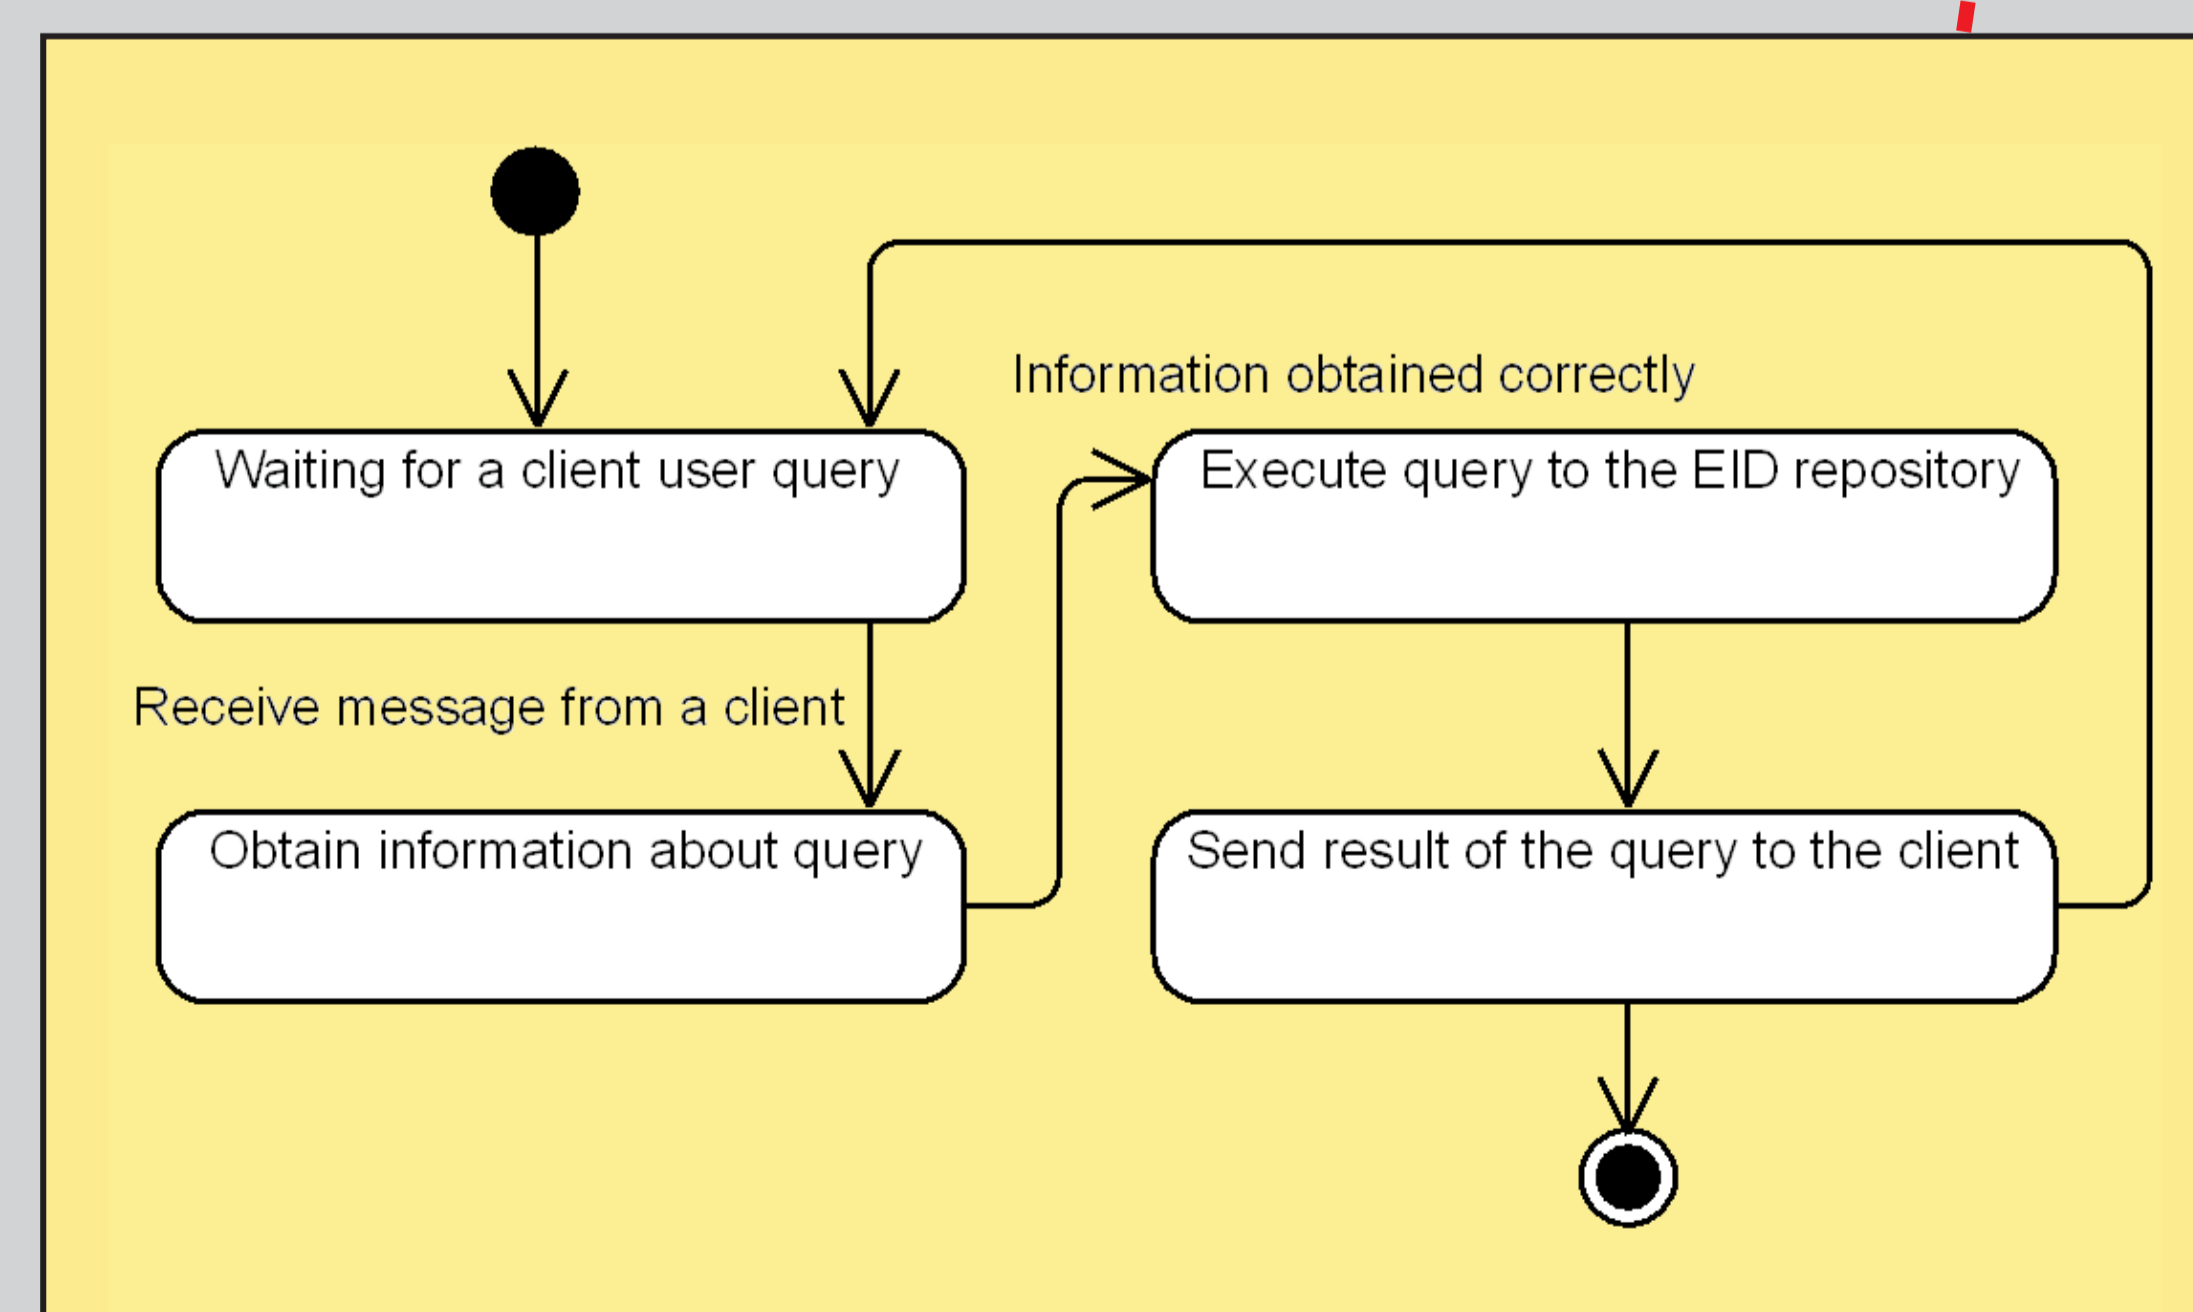 Information obtained correctly
Waiting for a client user query
Execute query to the EID repository
Receive message from a client
Obtain information about query
Send result of the query to the client